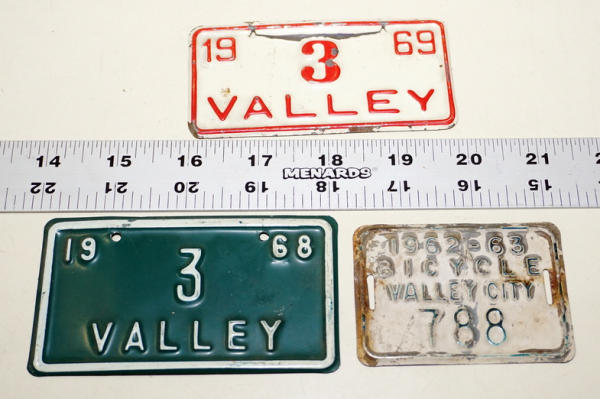 19 3 69
VALLEY
14 15 16 17 18 19 20 21
MENARDS
22 21 20 19 18 17 16 15
19 3 68
VALLEY
1962-63
BICYCLE
VALLEY CITY
788